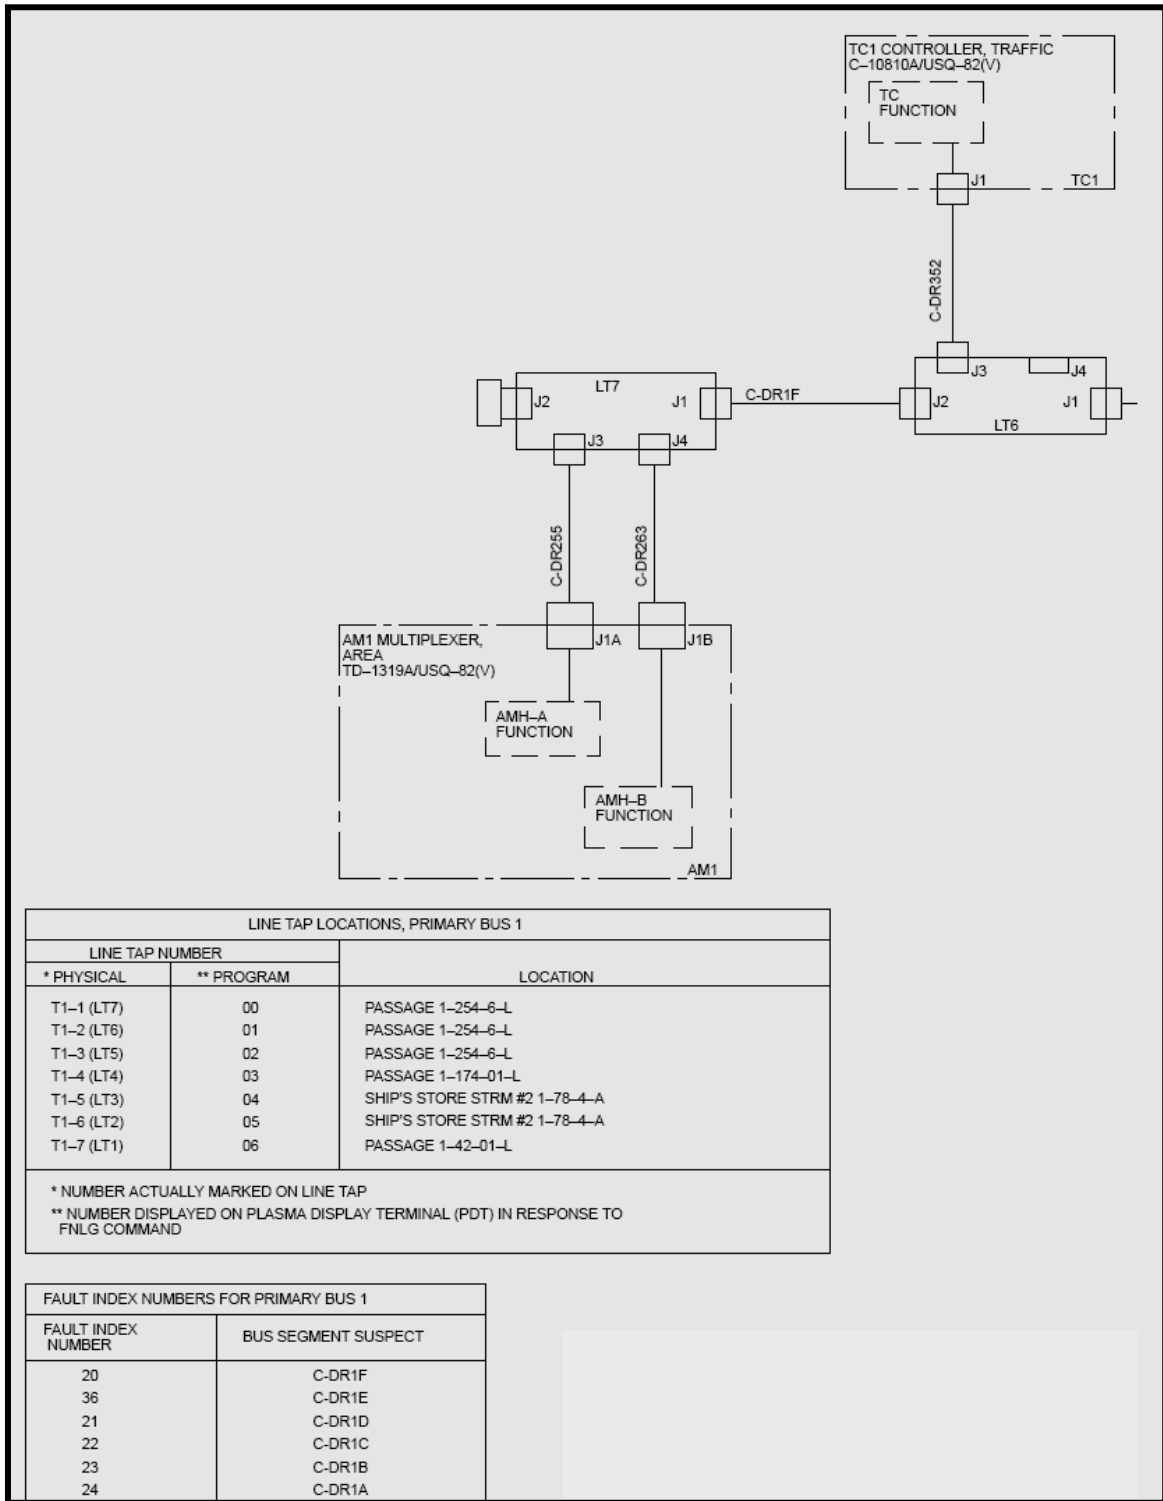 TC1 CONTROLLER, TRAFFIC
C–10810A/USQ–82(V)
TC
FUNCTION
J1
TC1
C-DR352
J3
J4
LT7
J2
J1
C-DR1F
J2
J1
LT6
J3
J4
C-DR255
C-DR263
AM1 MULTIPLEXER,
AREA
TD–1319A/USQ–82(V)
J1A
J1B
AMH–A
FUNCTION
AMH–B
FUNCTION
AM1
LINE TAP LOCATIONS, PRIMARY BUS 1
LINE TAP NUMBER
* PHYSICAL ** PROGRAM LOCATION
T1–1 (LT7) 00 PASSAGE 1–254–6–L
T1–2 (LT6) 01 PASSAGE 1–254–6–L
T1–3 (LT5) 02 PASSAGE 1–254–6–L
T1–4 (LT4) 03 PASSAGE 1–174–01–L
T1–5 (LT3) 04 SHIP'S STORE STRM #2 1–78–4–A
T1–6 (LT2) 05 SHIP'S STORE STRM #2 1–78–4–A
T1–7 (LT1) 06 PASSAGE 1–42–01–L
* NUMBER ACTUALLY MARKED ON LINE TAP
** NUMBER DISPLAYED ON PLASMA DISPLAY TERMINAL (PDT) IN RESPONSE TO
FNLG COMMAND
FAULT INDEX NUMBERS FOR PRIMARY BUS 1
FAULT INDEX
NUMBER
BUS SEGMENT SUSPECT
20 C-DR1F
36 C-DR1E
21 C-DR1D
22 C-DR1C
23 C-DR1B
24 C-DR1A